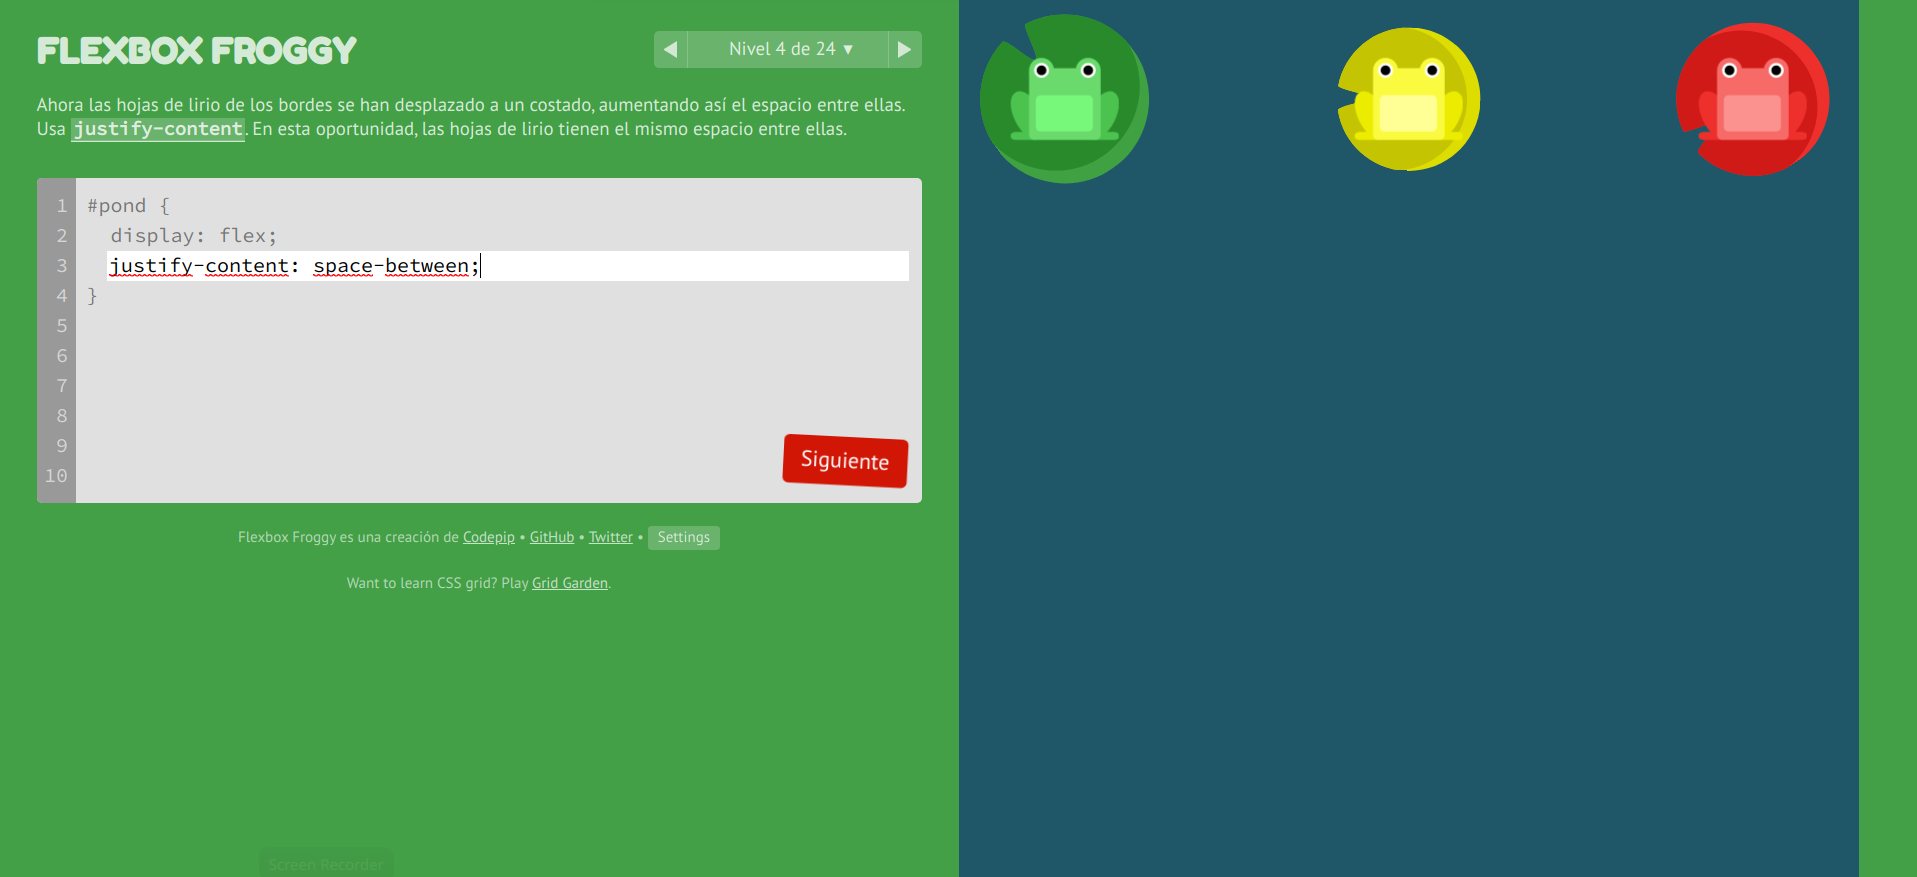 FLEXBOX FROGGY
◀ Nivel 4 de 24 ▼ ▶
Ahora las hojas de lirio de los bordes se han desplazado a un costado, aumentando así el espacio entre ellas.
Usa justify-content. En esta oportunidad, las hojas de lirio tienen el mismo espacio entre ellas.
1 #pond {
2   display: flex;
3   justify-content: space-between;
4 }
5
6
7
8
9
10
Siguiente
Flexbox Froggy es una creación de Codepip • GitHub • Twitter • Settings
Want to learn CSS grid? Play Grid Garden.
Screen Recorder